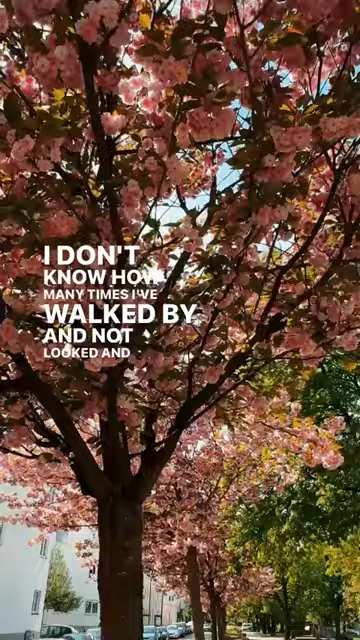 I DON'T
KNOW HOW
MANY TIMES I'VE
WALKED BY
AND NOT
LOOKED AND